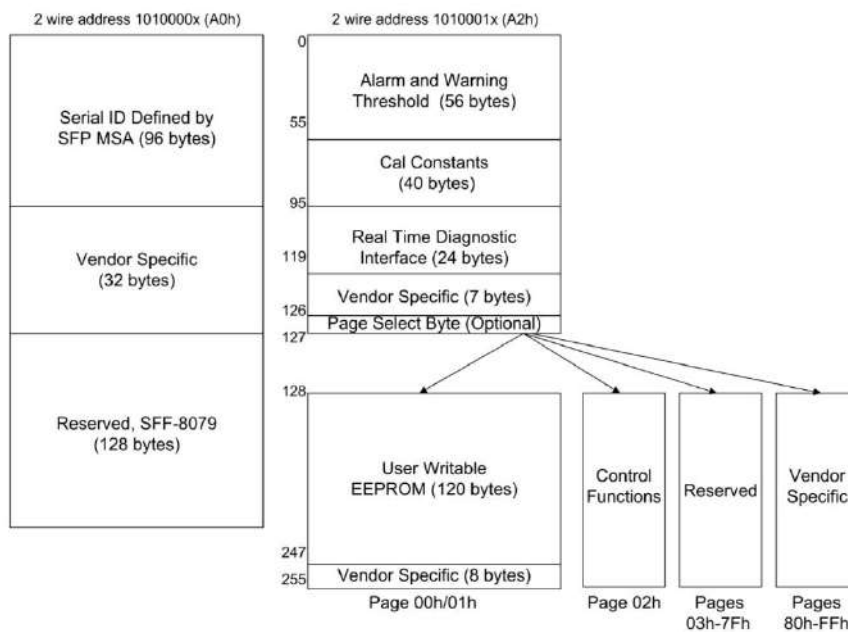 2 wire address 1010000x (A0h)
Serial ID Defined by
SFP MSA (96 bytes)
Vendor Specific
(32 bytes)
Reserved, SFF-8079
(128 bytes)
2 wire address 1010001x (A2h)
0
Alarm and Warning
Threshold (56 bytes)
55
Cal Constants
(40 bytes)
95
Real Time Diagnostic
Interface (24 bytes)
119
Vendor Specific (7 bytes)
126
Page Select Byte (Optional)
127
128
User Writable
EEPROM (120 bytes)
247
Vendor Specific (8 bytes)
255
Page 00h/01h
Control
Functions
Page 02h
Reserved
Pages
03h-7Fh
Vendor
Specific
Pages
80h-FFh